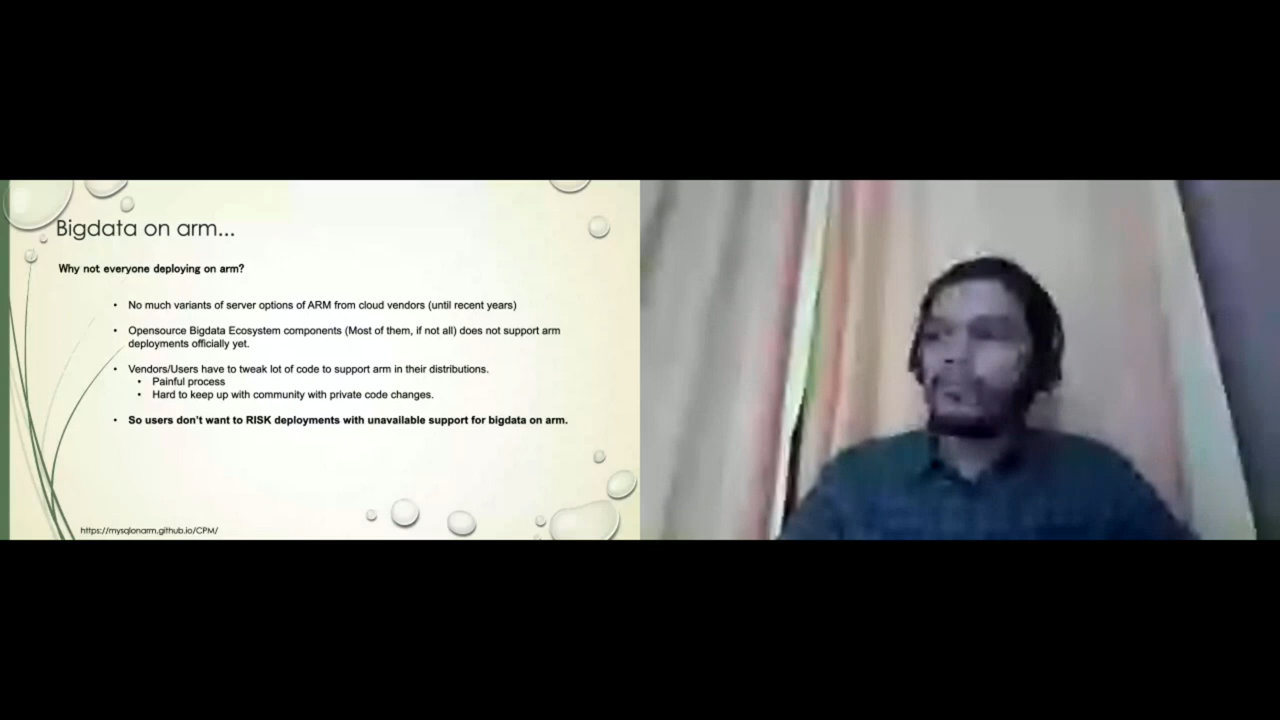 Bigdata on arm...
Why not everyone deploying on arm?
• No much variants of server options of ARM from cloud vendors (until recent years)
• Opensource Bigdata Ecosystem components (Most of them, if not all) does not support arm
deployments officially yet.
• Vendors/Users have to tweak lot of code to support arm in their distributions.
• Painful process
• Hard to keep up with community with private code changes.
• So users don't want to RISK deployments with unavailable support for bigdata on arm.
https://mysqlonarm.github.io/CPM/